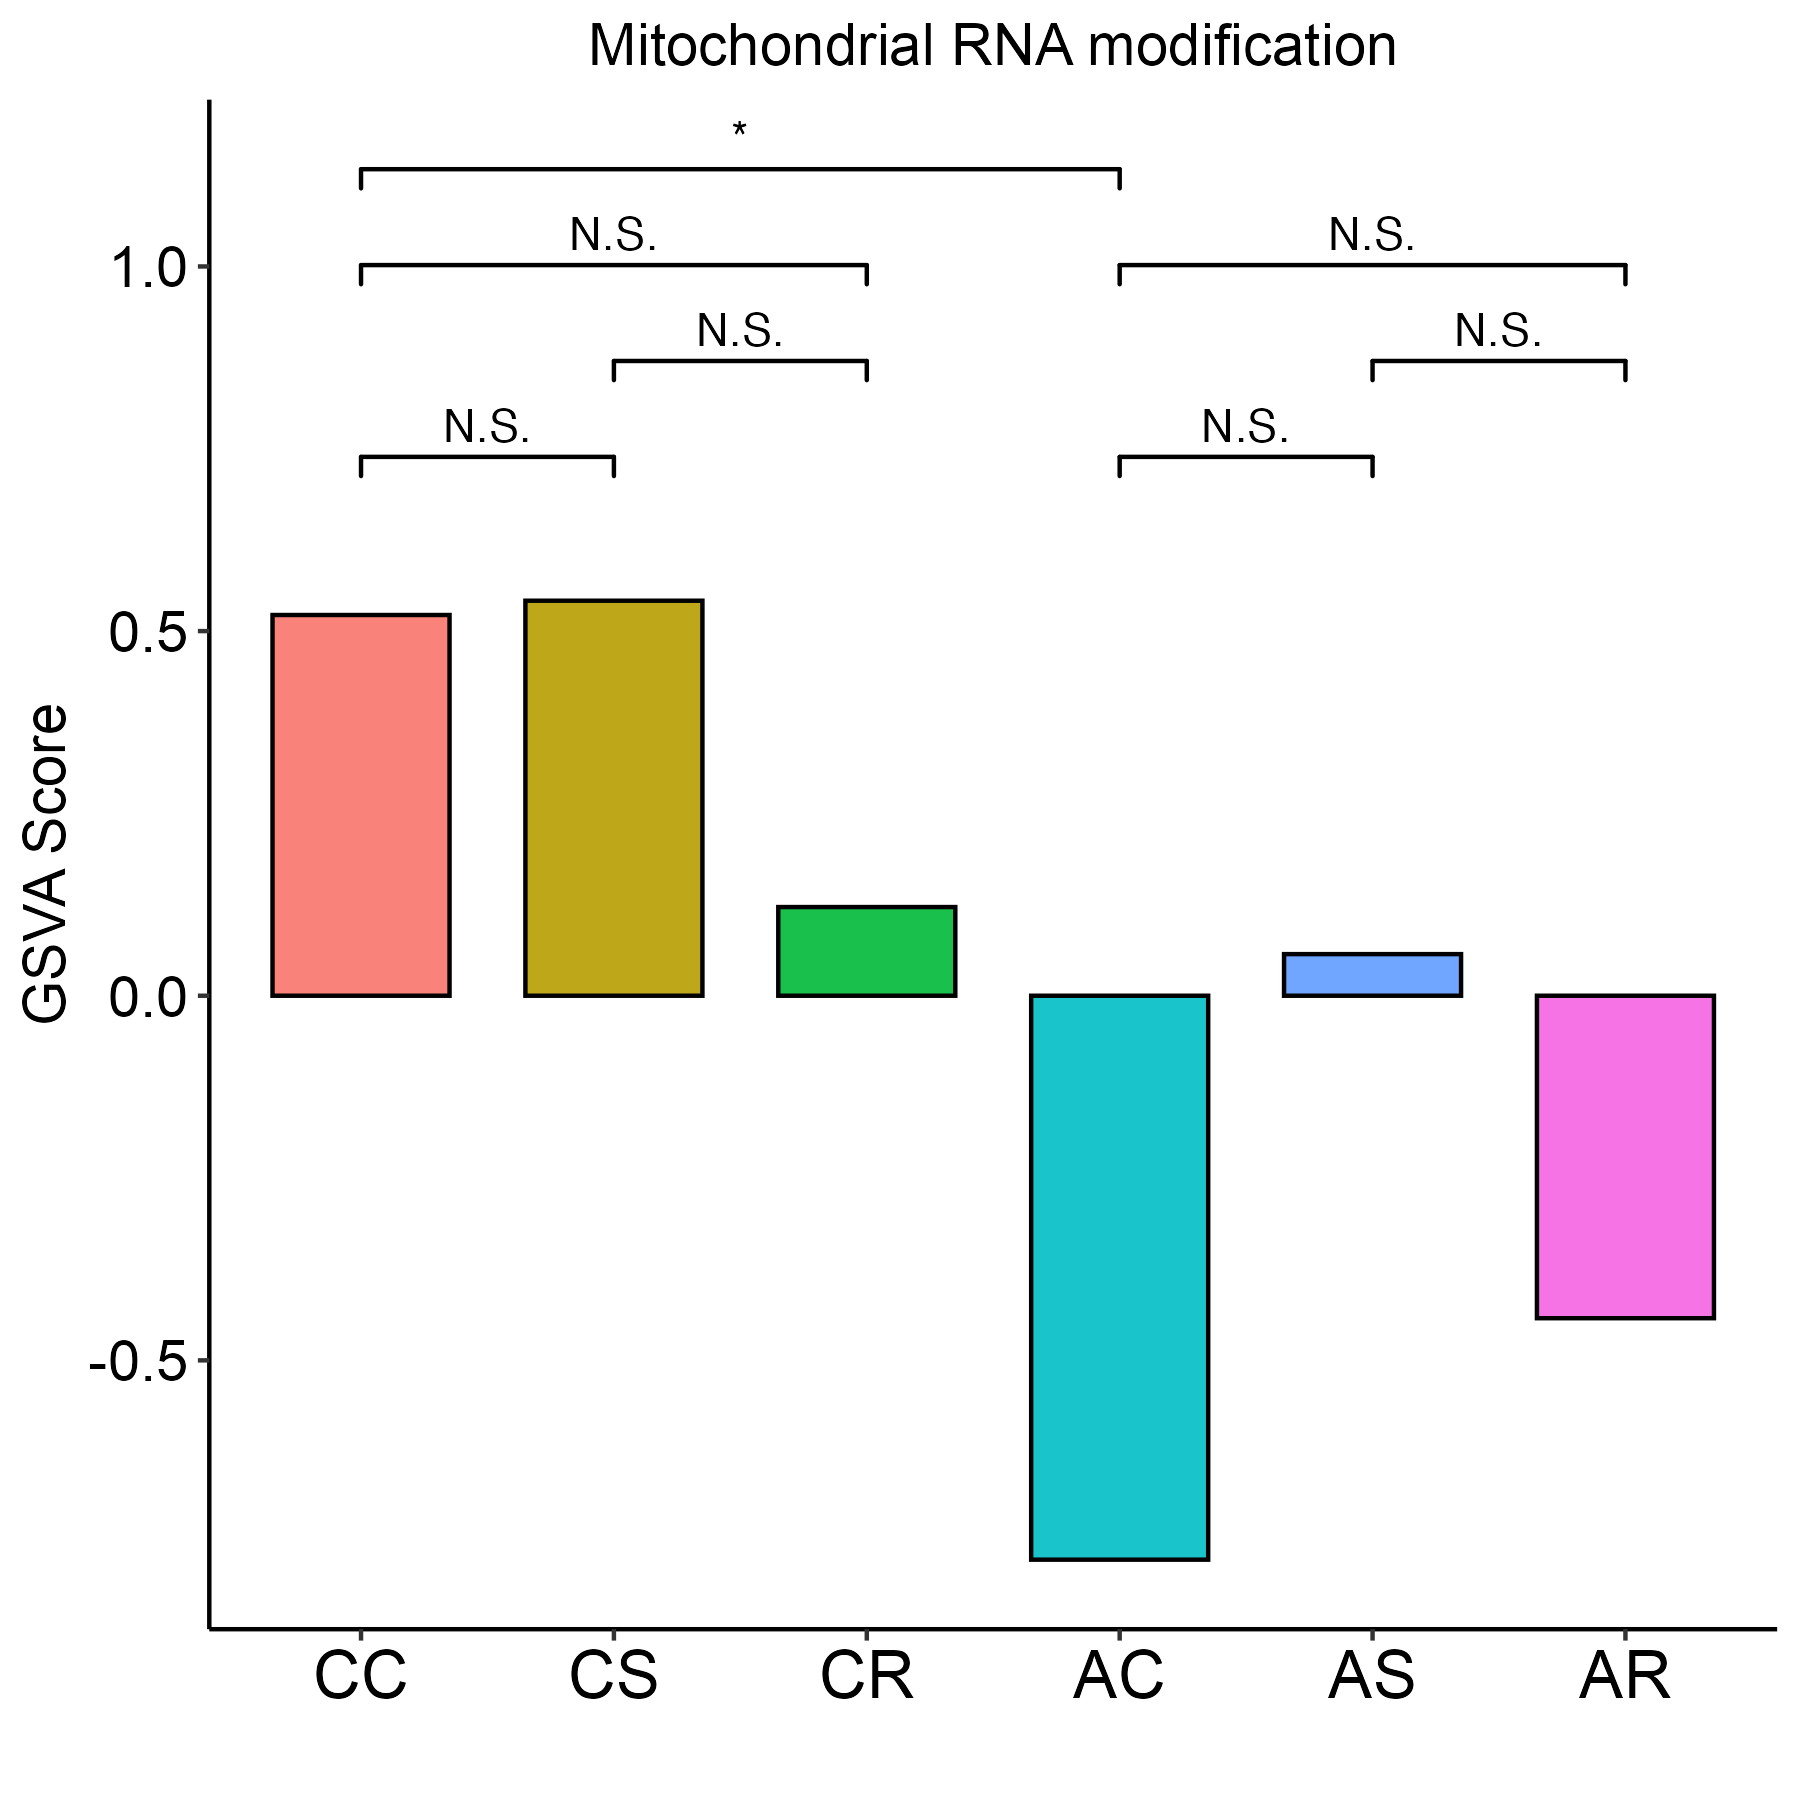 Mitochondrial RNA modification
*
N.S.
N.S.
N.S.
N.S.
N.S.
N.S.
1.0
0.5
0.0
-0.5
GSVA Score
CC
CS
CR
AC
AS
AR